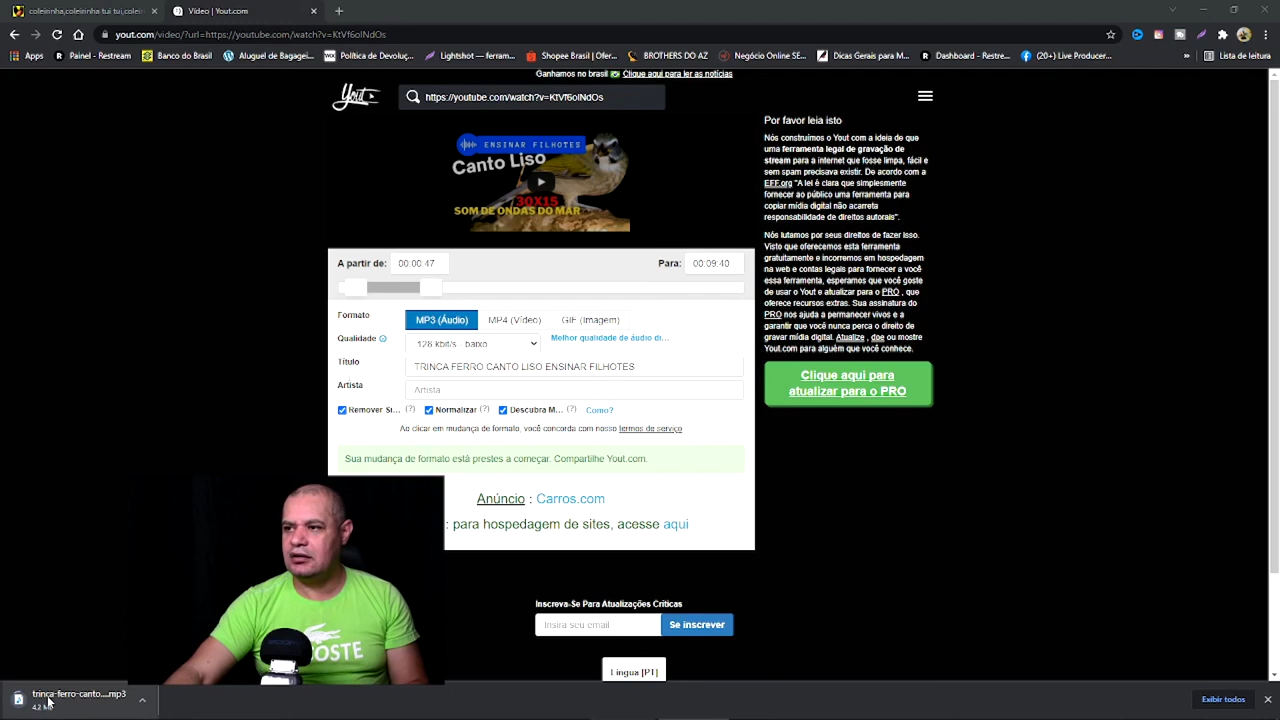 coleirinha,coleirinha tui tui,coleiri
Vídeo | Yout.com
yout.com/video/?url=https://youtube.com/watch?v=KtVf6oINdOs
Apps
Painel - Restream
Banco do Brasil
Aluguel de Bagagei...
Política de Devoluç...
Lightshot — ferram...
Shopee Brasil | Ofer...
BROTHERS DO AZ
Negócio Online SE...
Dicas Gerais para M...
Dashboard - Restre...
(20+) Live Producer...
Lista de leitura
Ganhamos no brasil Clique aqui para ler as notícias
Yout
https://youtube.com/watch?v=KtVf6oINdOs
ENSINAR FILHOTES
Canto Liso
30X15
SOM DE ONDAS DO MAR
A partir de: 00:00:47 Para: 00:09:40
Formato MP3 (Áudio) MP4 (Vídeo) GIF (Imagem)
Qualidade 128 kbit/s - baixo Melhor qualidade de áudio di...
Título TRINCA FERRO CANTO LISO ENSINAR FILHOTES
Artista Artista
Remover Si... (?) Normalizar (?) Descubra M... (?) Como?
Ao clicar em mudança de formato, você concorda com nosso termos de serviço
Sua mudança de formato está prestes a começar. Compartilhe Yout.com.
Anúncio : Carros.com
: para hospedagem de sites, acesse aqui
Por favor leia isto
Nós construímos o Yout com a ideia de que
uma ferramenta legal de gravação de
stream para a internet que fosse limpa, fácil e
sem spam precisava existir. De acordo com a
EFF.org "A lei é clara que simplesmente
fornecer ao público uma ferramenta para
copiar mídia digital não acarreta
responsabilidade de direitos autorais".
Nós lutamos por seus direitos de fazer isso.
Visto que oferecemos esta ferramenta
gratuitamente e incorremos em hospedagem
na web e contas legais para fornecer a você
essa ferramenta, esperamos que você goste
de usar o Yout e atualizar para o PRO , que
oferece recursos extras. Sua assinatura do
PRO nos ajuda a permanecer vivos e a
garantir que você nunca perca o direito de
gravar mídia digital. Atualize , doe ou mostre
Yout.com para alguém que você conhece.
Clique aqui para
atualizar para o PRO
Inscreva-Se Para Atualizações Críticas
Insira seu email Se inscrever
Língua [PT]
trinca-ferro-canto....mp3
Exibir todos